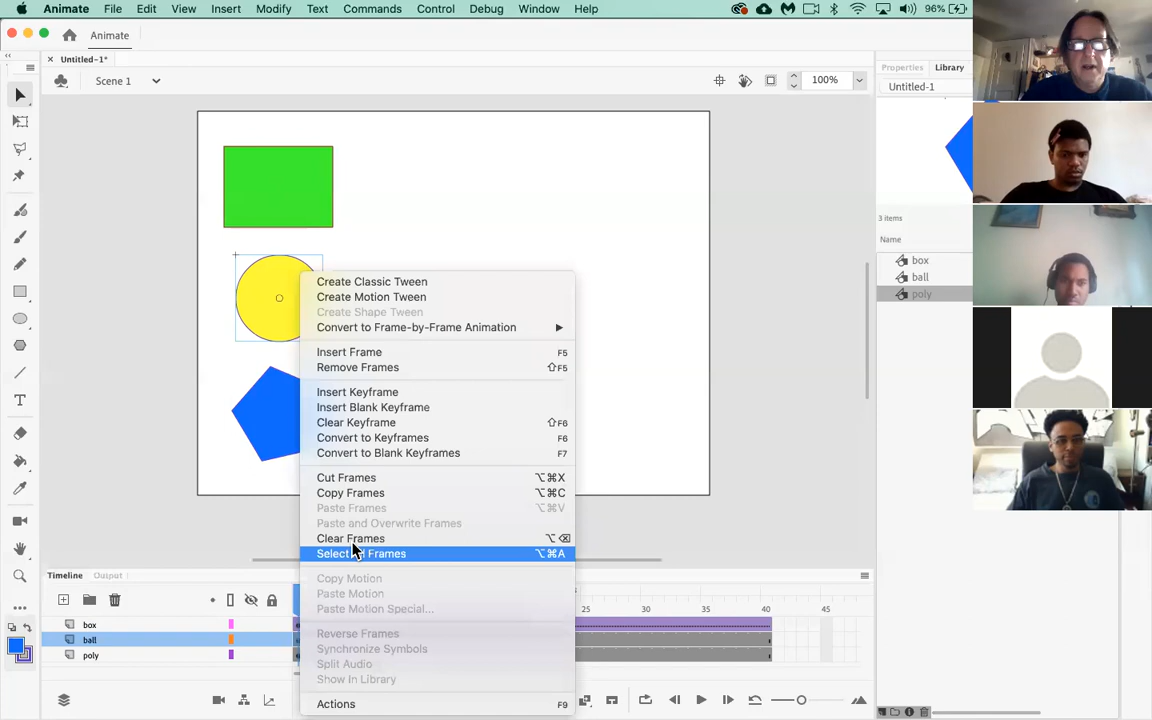 Animate File Edit View Insert Modify Text Commands Control Debug Window Help 96%
Animate
Untitled-1*
Scene 1 100%
Properties Library
Untitled-1
3 items
Name
box
ball
poly
Create Classic Tween
Create Motion Tween
Create Shape Tween
Convert to Frame-by-Frame Animation
Insert Frame F5
Remove Frames ⇧F5
Insert Keyframe
Insert Blank Keyframe
Clear Keyframe ⇧F6
Convert to Keyframes F6
Convert to Blank Keyframes F7
Cut Frames ⌥⌘X
Copy Frames ⌥⌘C
Paste Frames ⌥⌘V
Paste and Overwrite Frames
Clear Frames ⌥⌫
Select All Frames ⌥⌘A
Copy Motion
Paste Motion
Paste Motion Special...
Reverse Frames
Synchronize Symbols
Split Audio
Show In Library
Actions F9
Timeline Output
25 30 35 40 45
box
ball
poly
T